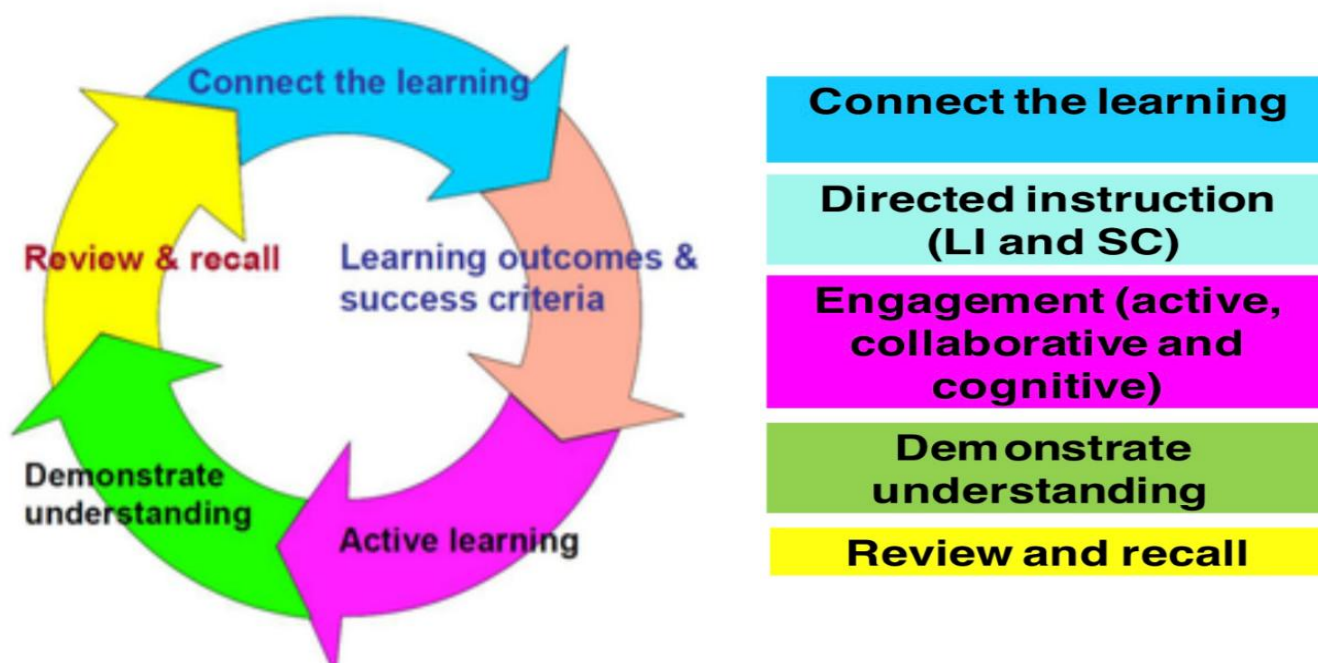 Connect the learning
Review & recall
Learning outcomes &
success criteria
Demonstrate
understanding
Active learning
Connect the learning
Directed instruction
(LI and SC)
Engagement (active,
collaborative and
cognitive)
Demonstrate
understanding
Review and recall